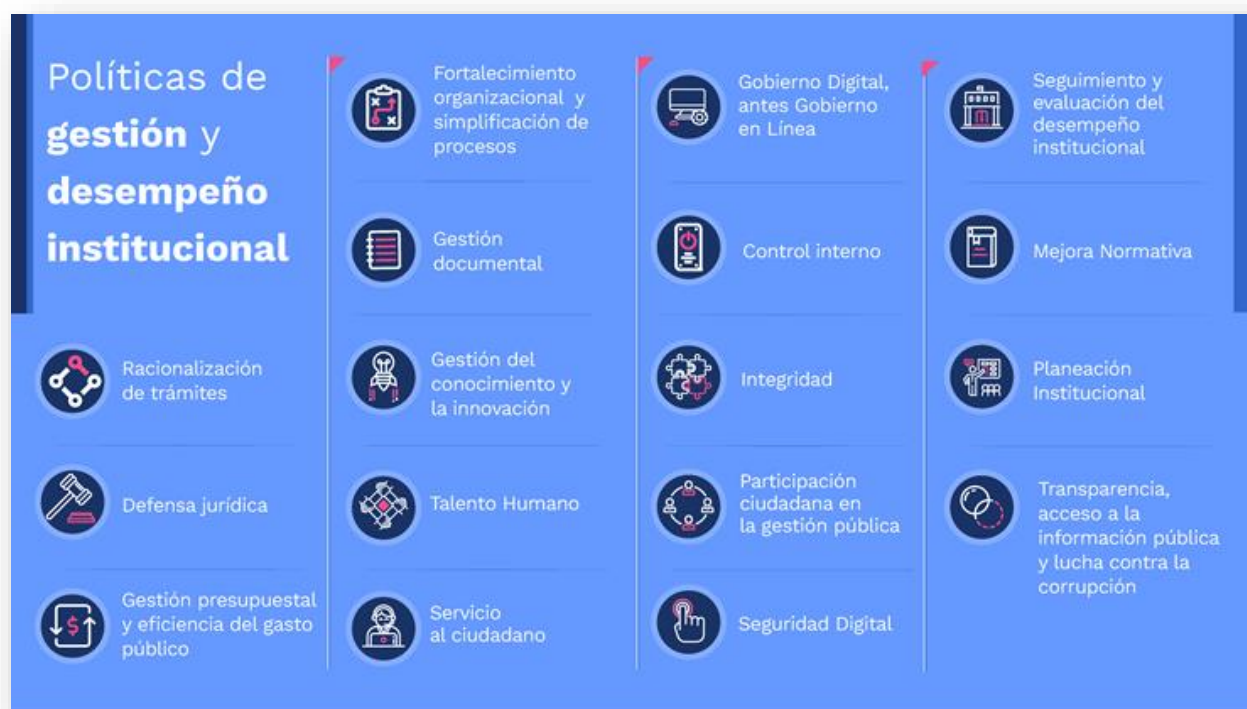 Políticas de
gestión y
desempeño
institucional
Racionalización
de trámites
Defensa jurídica
Gestión presupuestal
y eficiencia del gasto
público
Fortalecimiento
organizacional y
simplificación de
procesos
Gestión
documental
Gestión del
conocimiento y
la innovación
Talento Humano
Servicio
al ciudadano
Gobierno Digital,
antes Gobierno
en Línea
Control interno
Integridad
Participación
ciudadana en
la gestión pública
Seguridad Digital
Seguimiento y
evaluación del
desempeño
institucional
Mejora Normativa
Planeación
Institucional
Transparencia,
acceso a la
información pública
y lucha contra la
corrupción